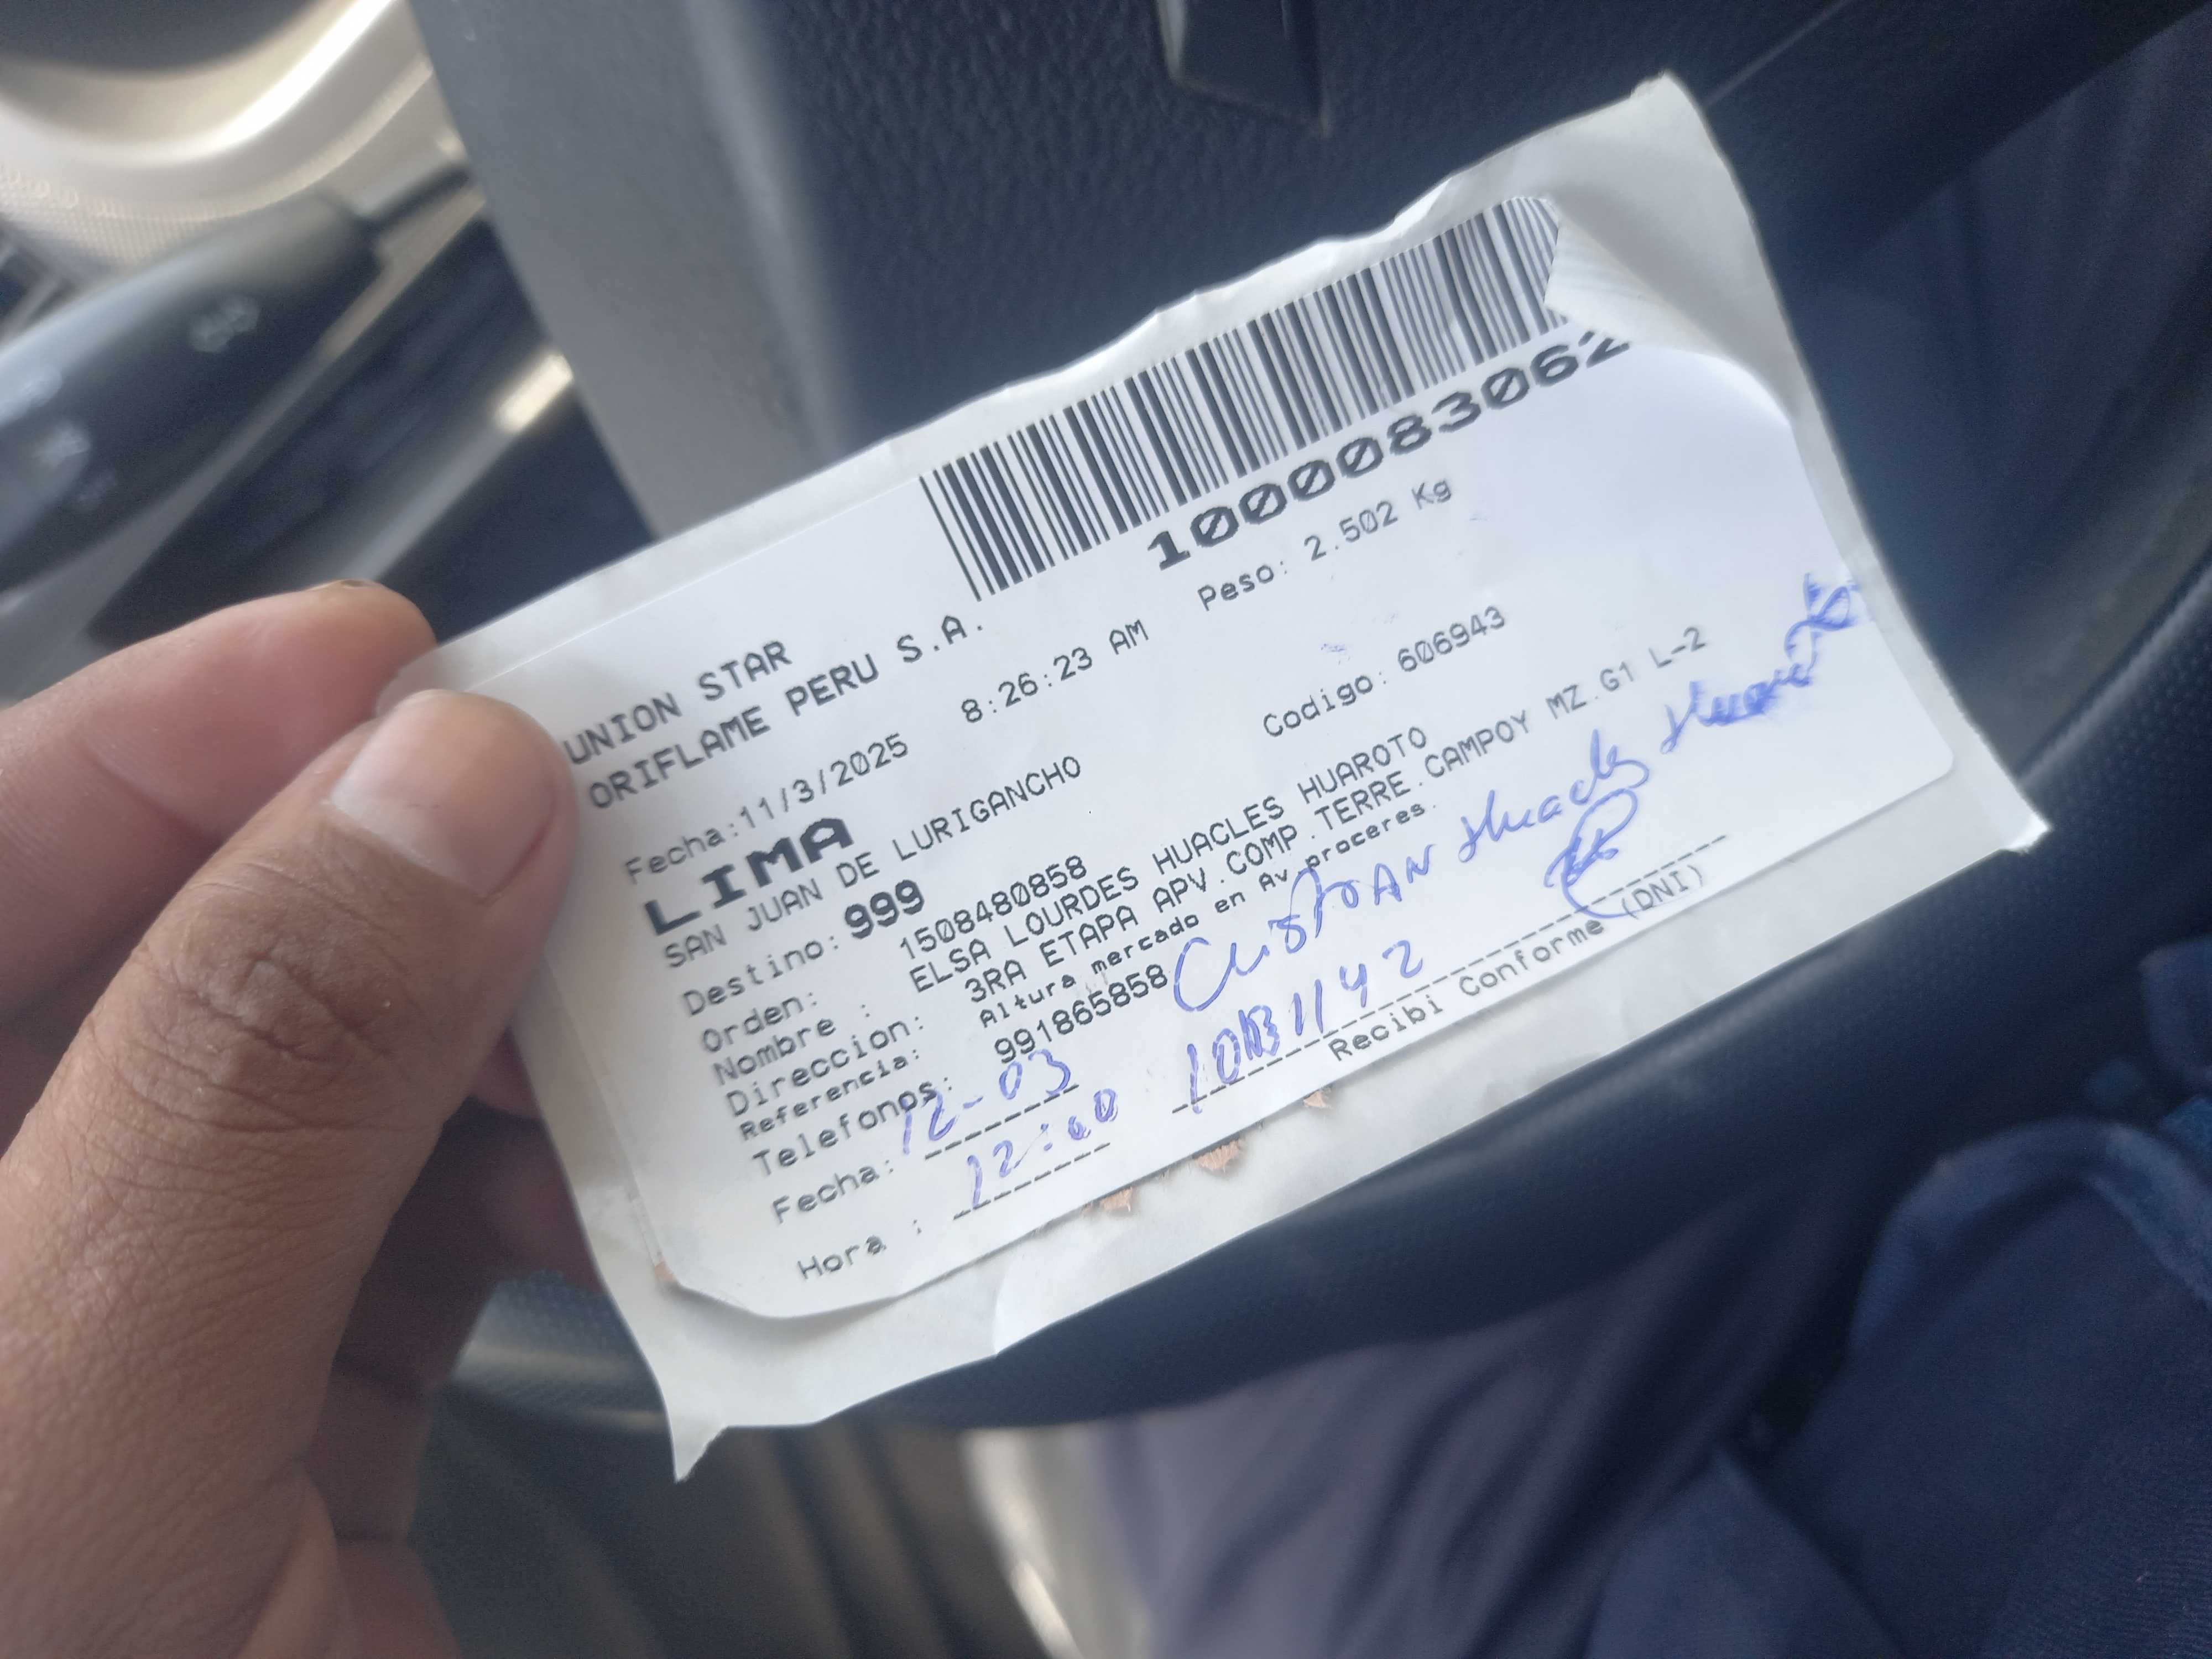 1000083062
UNION STAR
ORIFLAME PERU S.A.
Fecha:11/3/2025 8:26:23 AM Peso: 2.502 Kg
LIMA
SAN JUAN DE LURIGANCHO Codigo: 606943
Destino: 999
Orden: 1508480858
Nombre : ELSA LOURDES HUACLES HUAROTO
Direccion: 3RA ETAPA APV.COMP.TERRE.CAMPOY MZ.G1 L-2
Referencia: Altura mercado en Av.proceres.
Telefonos: 991865858
Huacles Huaroto
Fecha: 12-03
Hora : 12:00
Recibi Conforme (DNI)